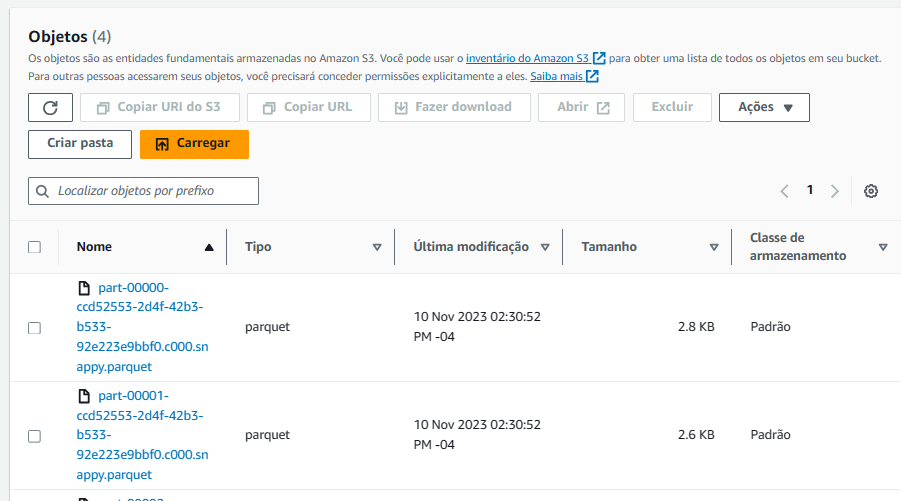 Objetos (4)
Os objetos são as entidades fundamentais armazenadas no Amazon S3. Você pode usar o inventário do Amazon S3 para obter uma lista de todos os objetos em seu bucket.
Para outras pessoas acessarem seus objetos, você precisará conceder permissões explicitamente a eles. Saiba mais
Copiar URI do S3 Copiar URL Fazer download Abrir Excluir Ações
Criar pasta Carregar
Localizar objetos por prefixo 1
Nome Tipo Última modificação Tamanho Classe de
armazenamento
part-00000-
ccd52553-2d4f-42b3-
b533-
92e223e9bbf0.c000.sn
appy.parquet
parquet
10 Nov 2023 02:30:52
PM -04
2.8 KB
Padrão
part-00001-
ccd52553-2d4f-42b3-
b533-
92e223e9bbf0.c000.sn
appy.parquet
parquet
10 Nov 2023 02:30:52
PM -04
2.6 KB
Padrão